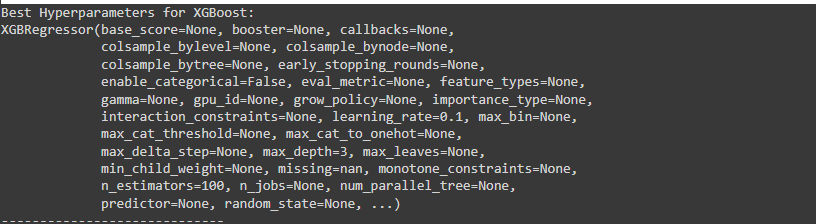 Best Hyperparameters for XGBoost:
XGBRegressor(base_score=None, booster=None, callbacks=None,
colsample_bylevel=None, colsample_bynode=None,
colsample_bytree=None, early_stopping_rounds=None,
enable_categorical=False, eval_metric=None, feature_types=None,
gamma=None, gpu_id=None, grow_policy=None, importance_type=None,
interaction_constraints=None, learning_rate=0.1, max_bin=None,
max_cat_threshold=None, max_cat_to_onehot=None,
max_delta_step=None, max_depth=3, max_leaves=None,
min_child_weight=None, missing=nan, monotone_constraints=None,
n_estimators=100, n_jobs=None, num_parallel_tree=None,
predictor=None, random_state=None, ...)
-----------------------------